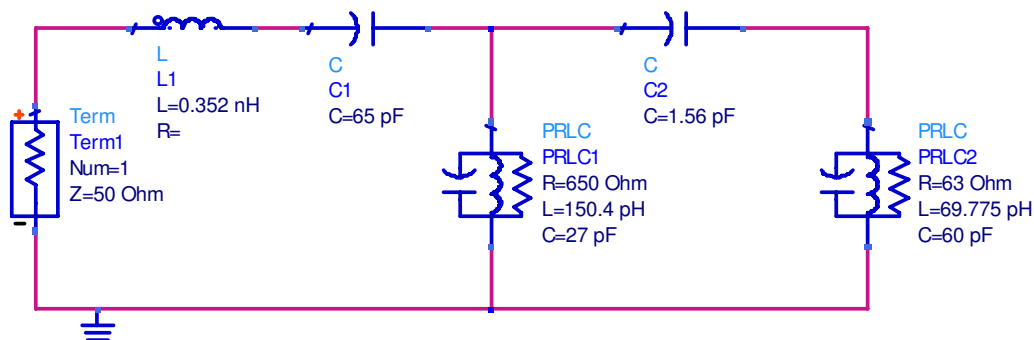 L
L1
L=0.352 nH
R=
C
C1
C=65 pF
C
C2
C=1.56 pF
+
Term
Term1
Num=1
Z=50 Ohm
-
PRLC
PRLC1
R=650 Ohm
L=150.4 pH
C=27 pF
PRLC
PRLC2
R=63 Ohm
L=69.775 pH
C=60 pF